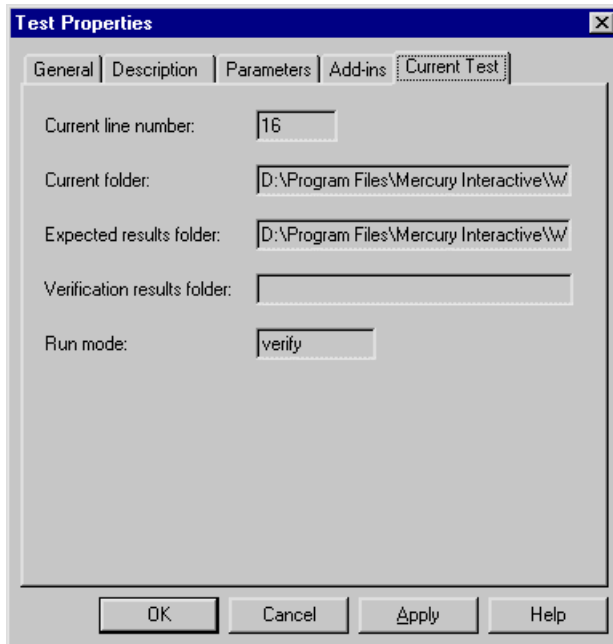 Test Properties
General Description Parameters Add-ins Current Test
Current line number: 16
Current folder: D:\Program Files\Mercury Interactive\W
Expected results folder: D:\Program Files\Mercury Interactive\W
Verification results folder:
Run mode: verify
OK Cancel Apply Help